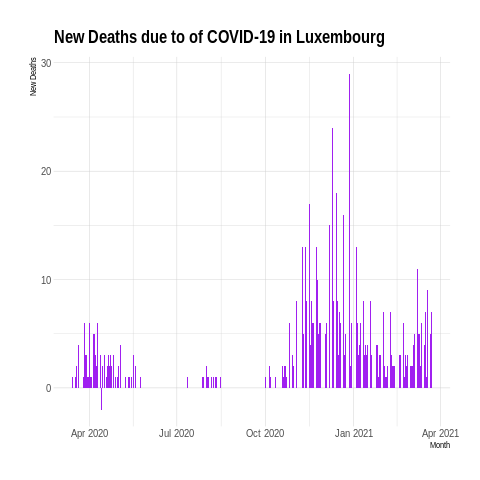 New Deaths due to of COVID-19 in Luxembourg
New Deaths
30
20
10
0
Apr 2020 Jul 2020 Oct 2020 Jan 2021 Apr 2021
Month